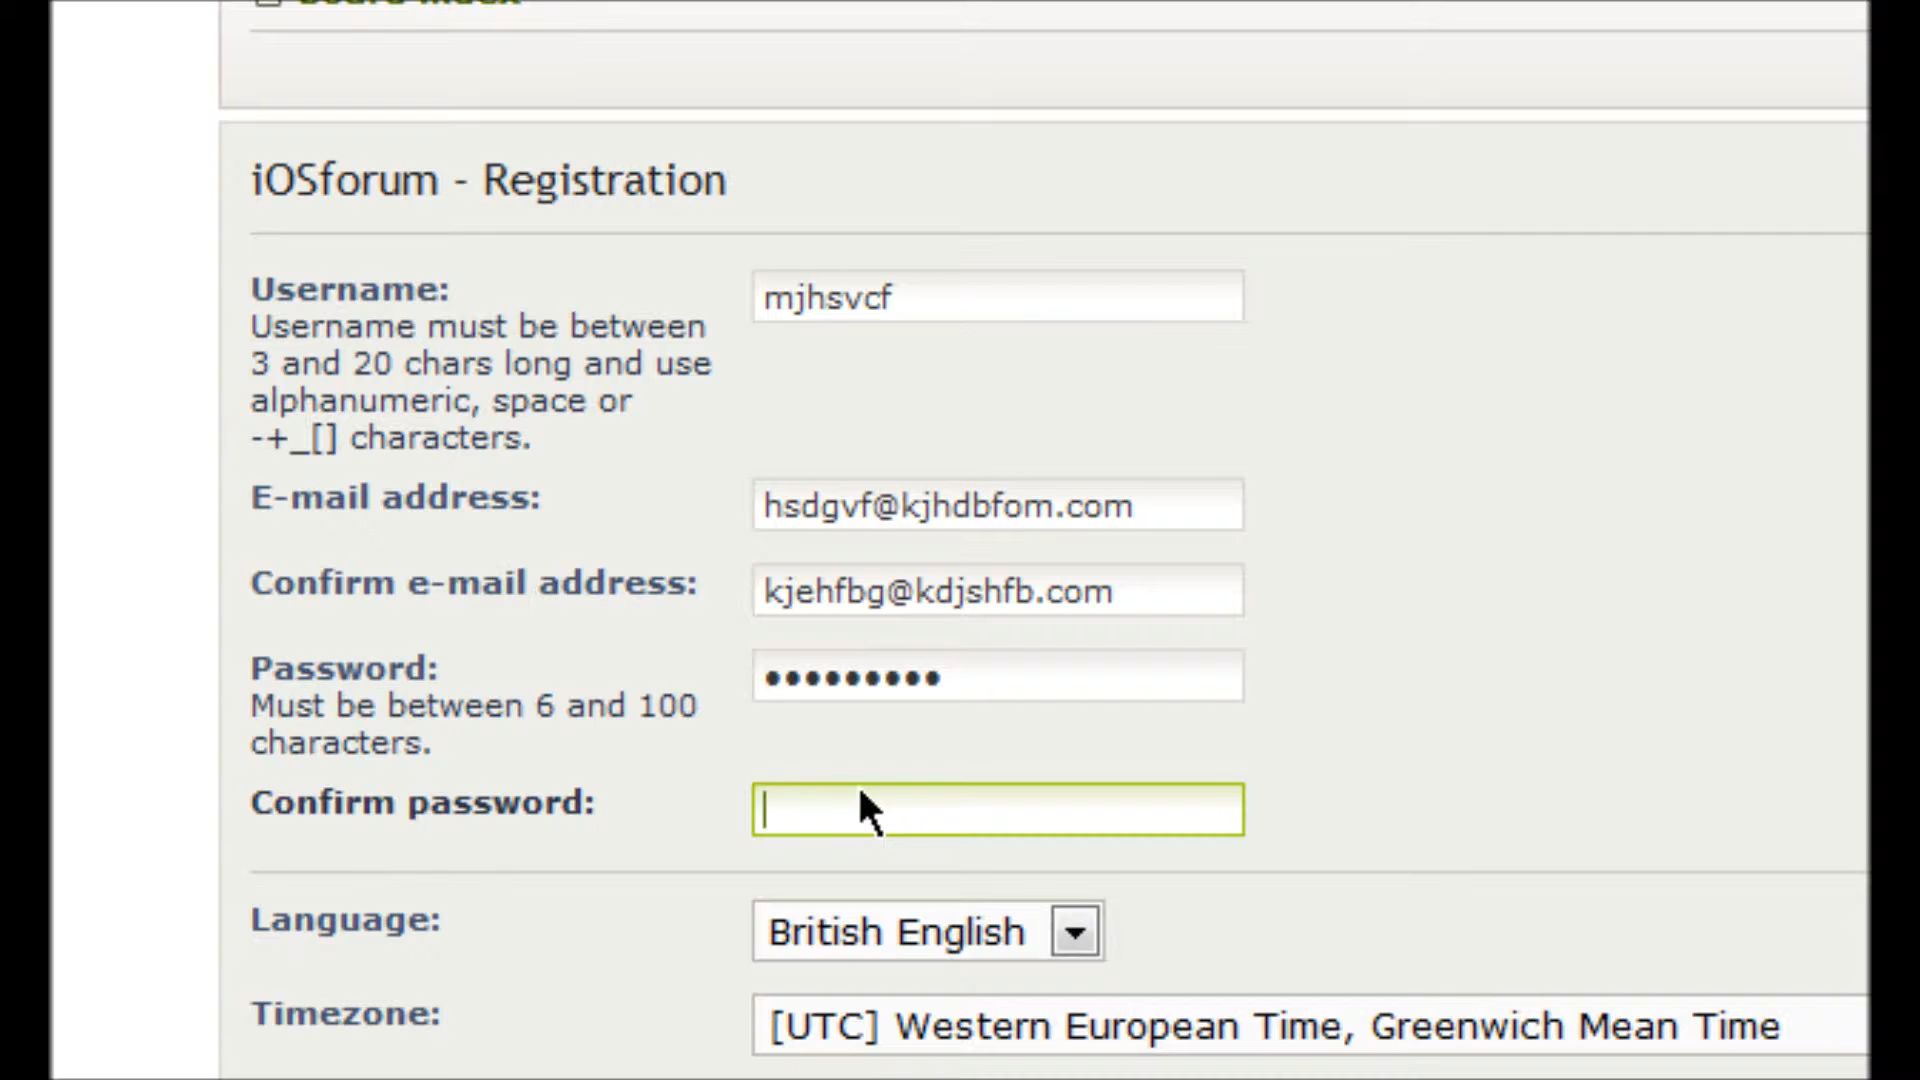 Board index
iOSforum - Registration
Username:
mjhsvcf
Username must be between
3 and 20 chars long and use
alphanumeric, space or
-+_[] characters.
E-mail address:
hsdgvf@kjhdbfom.com
Confirm e-mail address:
kjehfbg@kdjshfb.com
Password:
•••••••••
Must be between 6 and 100
characters.
Confirm password:
Language:
British English
Timezone:
[UTC] Western European Time, Greenwich Mean Time